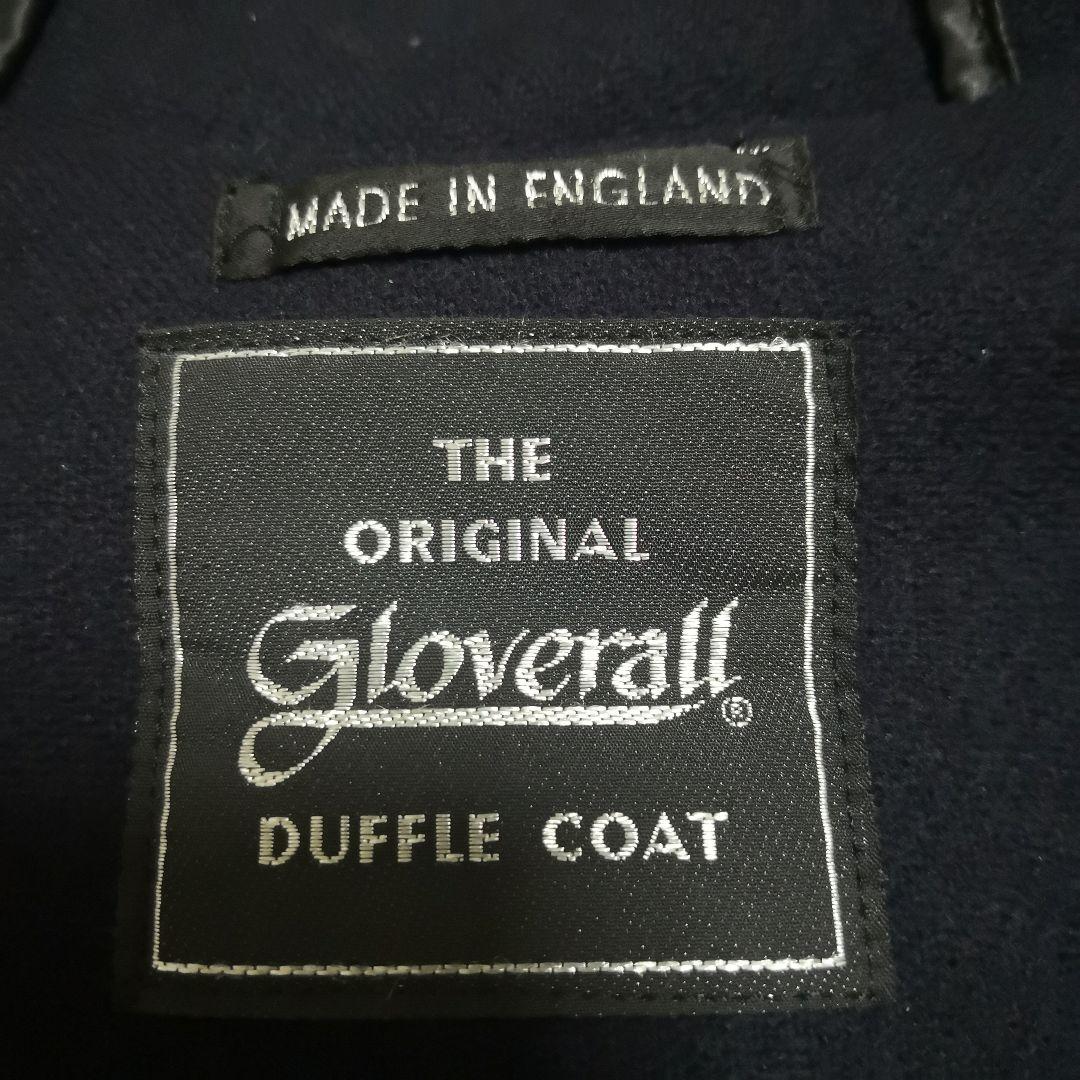 MADE IN ENGLAND
THE
ORIGINAL
Gloverall®
DUFFLE COAT